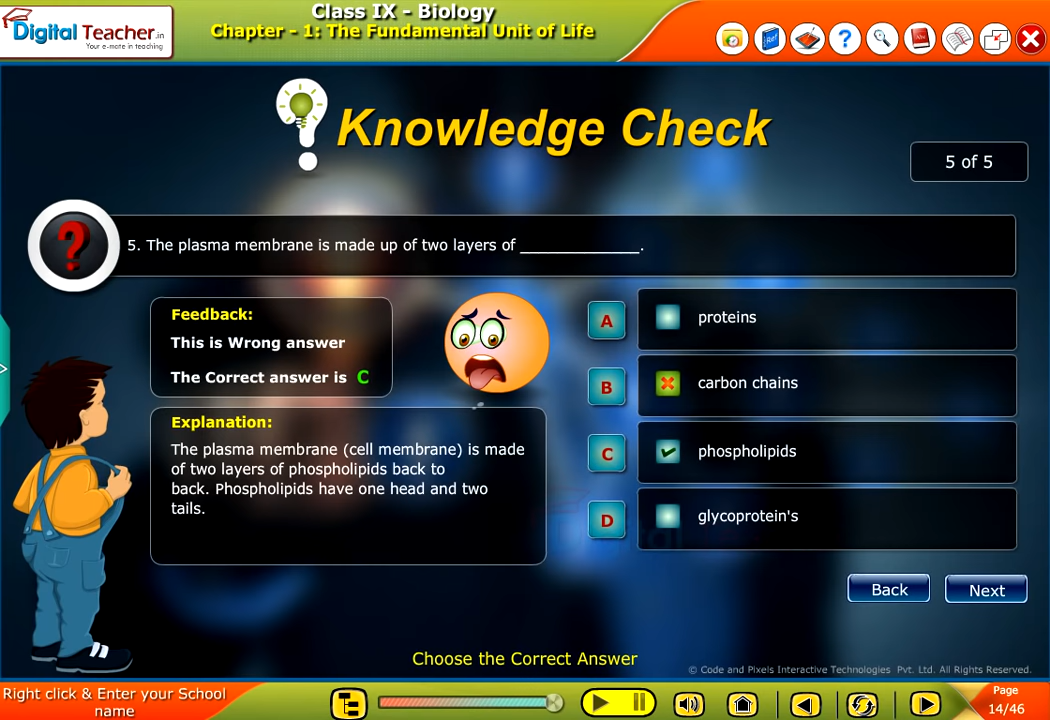 Class IX - Biology
Chapter - 1: The Fundamental Unit of Life
Digital Teacher.in
Your e-mate in teaching
Knowledge Check
5 of 5
5. The plasma membrane is made up of two layers of ______________.
Feedback:
This is Wrong answer
The Correct answer is C
Explanation:
The plasma membrane (cell membrane) is made
of two layers of phospholipids back to
back. Phospholipids have one head and two
tails.
A proteins
B carbon chains
C phospholipids
D glycoprotein's
Back Next
Choose the Correct Answer
© Code and Pixels Interactive Technologies Pvt. Ltd. All Rights Reserved.
Right click & Enter your School
name
Page
14/46